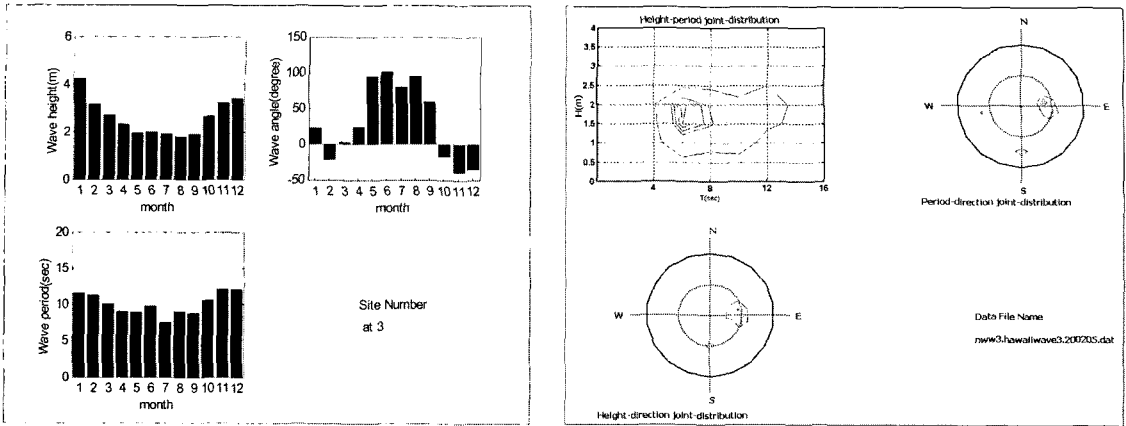 6
4
2
0
Wave height(m)
1 2 3 4 5 6 7 8 9 10 11 12
month
150
100
50
0
-50
Wave angle(degree)
1 2 3 4 5 6 7 8 9 10 11 12
month
20
15
10
5
0
Wave period(sec)
1 2 3 4 5 6 7 8 9 10 11 12
month
Site Number
at 3
Height-period joint-distribution
4
3.5
3
2.5
2
1.5
1
0.5
0
H(m)
4 8 12 16
T(sec)
N
W E
S
Period-direction joint-distribution
N
W E
S
Height-direction joint-distribution
Data File Name
nww3.hawaiiwave3.200205.dat